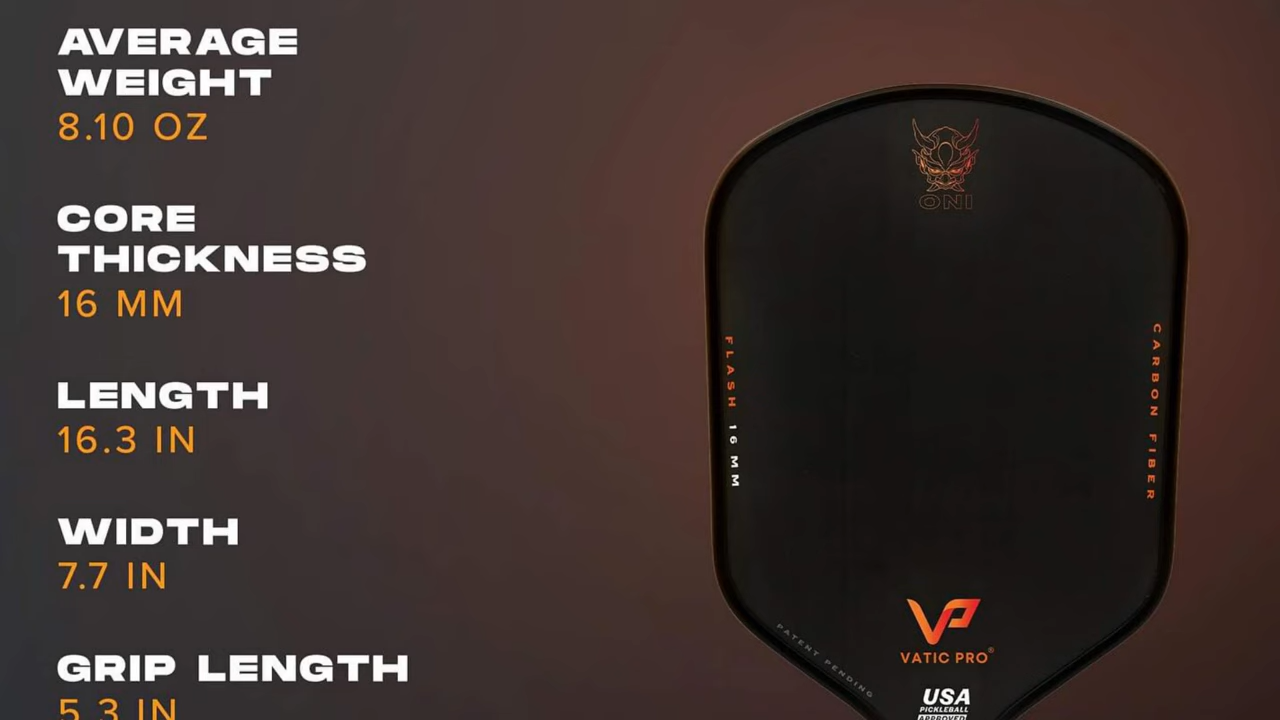 AVERAGE
WEIGHT
8.10 OZ
CORE
THICKNESS
16 MM
LENGTH
16.3 IN
WIDTH
7.7 IN
GRIP LENGTH
5.3 IN
ONI
FLASH 16 MM
CARBON FIBER
VATIC PRO®
PATENT PENDING
USA
PICKLEBALL
APPROVED